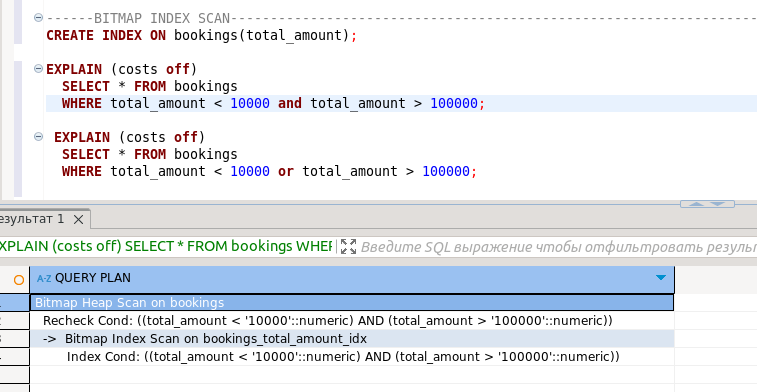 ------BITMAP INDEX SCAN------------------------------------------------------------------
CREATE INDEX ON bookings(total_amount);
EXPLAIN (costs off)
SELECT * FROM bookings
WHERE total_amount < 10000 and total_amount > 100000;
EXPLAIN (costs off)
SELECT * FROM bookings
WHERE total_amount < 10000 or total_amount > 100000;
езультат 1
XPLAIN (costs off) SELECT * FROM bookings WHER
Введите SQL выражение чтобы отфильтровать результ
A-Z QUERY PLAN
Bitmap Heap Scan on bookings
Recheck Cond: ((total_amount < '10000'::numeric) AND (total_amount > '100000'::numeric))
-> Bitmap Index Scan on bookings_total_amount_idx
Index Cond: ((total_amount < '10000'::numeric) AND (total_amount > '100000'::numeric))